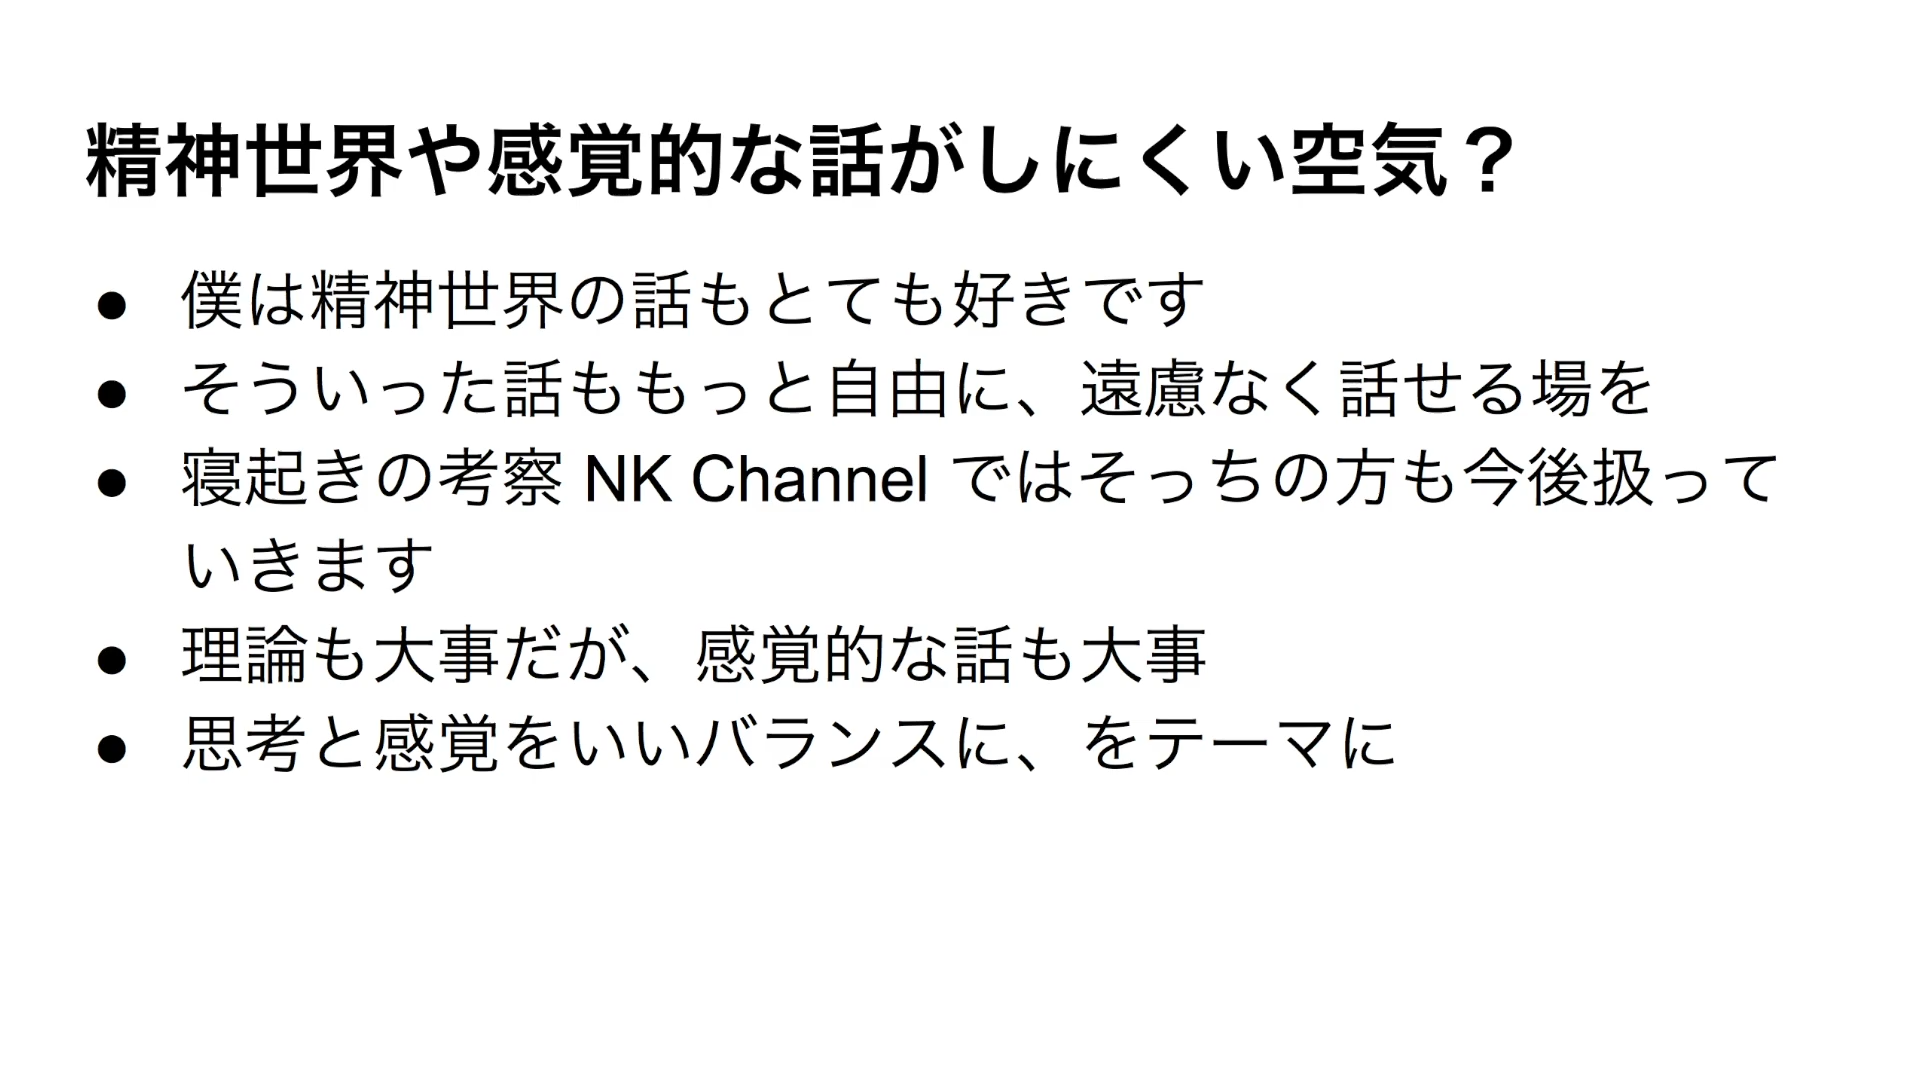 精神世界や感覚的な話がしにくい空気？
● 僕は精神世界の話もとても好きです
● そういった話ももっと自由に、遠慮なく話せる場を
● 寝起きの考察 NK Channel ではそっちの方も今後扱って
いきます
● 理論も大事だが、感覚的な話も大事
● 思考と感覚をいいバランスに、をテーマに